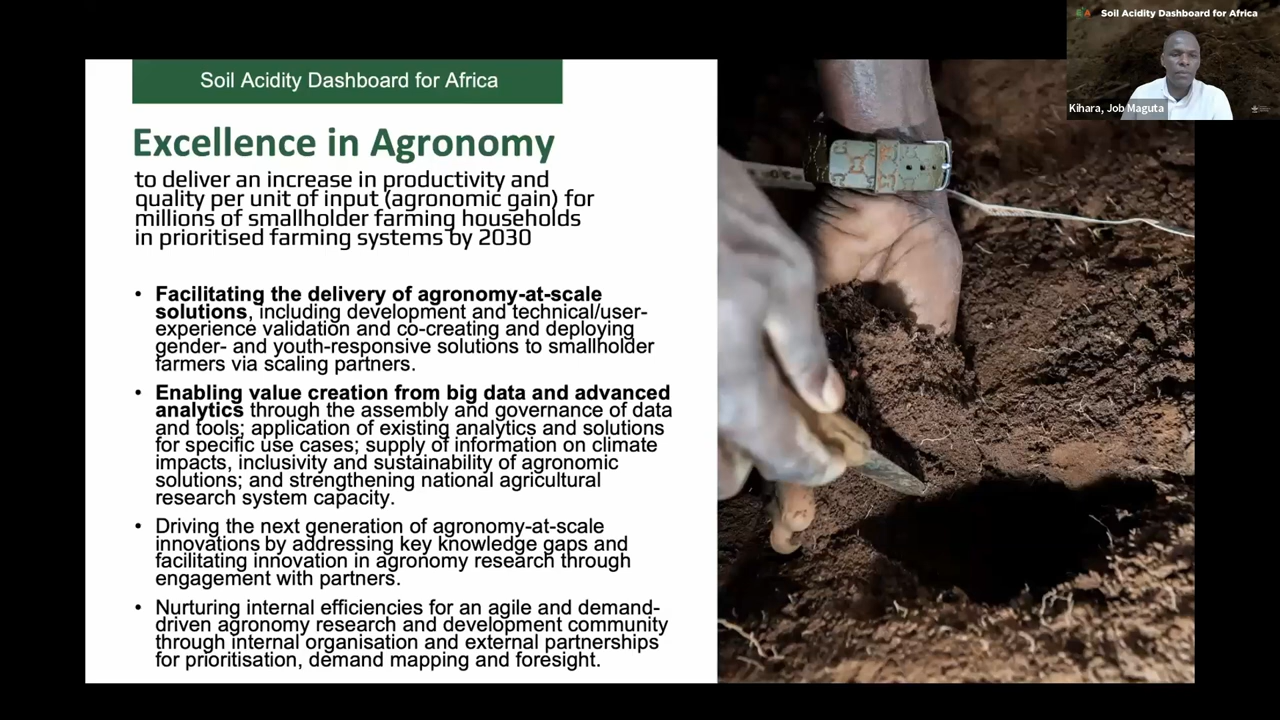 Soil Acidity Dashboard for Africa
Kihara, Job Maguta
Soil Acidity Dashboard for Africa
Excellence in Agronomy
to deliver an increase in productivity and
quality per unit of input (agronomic gain) for
millions of smallholder farming households
in prioritised farming systems by 2030
• Facilitating the delivery of agronomy-at-scale
solutions, including development and technical/user-
experience validation and co-creating and deploying
gender- and youth-responsive solutions to smallholder
farmers via scaling partners.
• Enabling value creation from big data and advanced
analytics through the assembly and governance of data
and tools; application of existing analytics and solutions
for specific use cases; supply of information on climate
impacts, inclusivity and sustainability of agronomic
solutions; and strengthening national agricultural
research system capacity.
• Driving the next generation of agronomy-at-scale
innovations by addressing key knowledge gaps and
facilitating innovation in agronomy research through
engagement with partners.
• Nurturing internal efficiencies for an agile and demand-
driven agronomy research and development community
through internal organisation and external partnerships
for prioritisation, demand mapping and foresight.